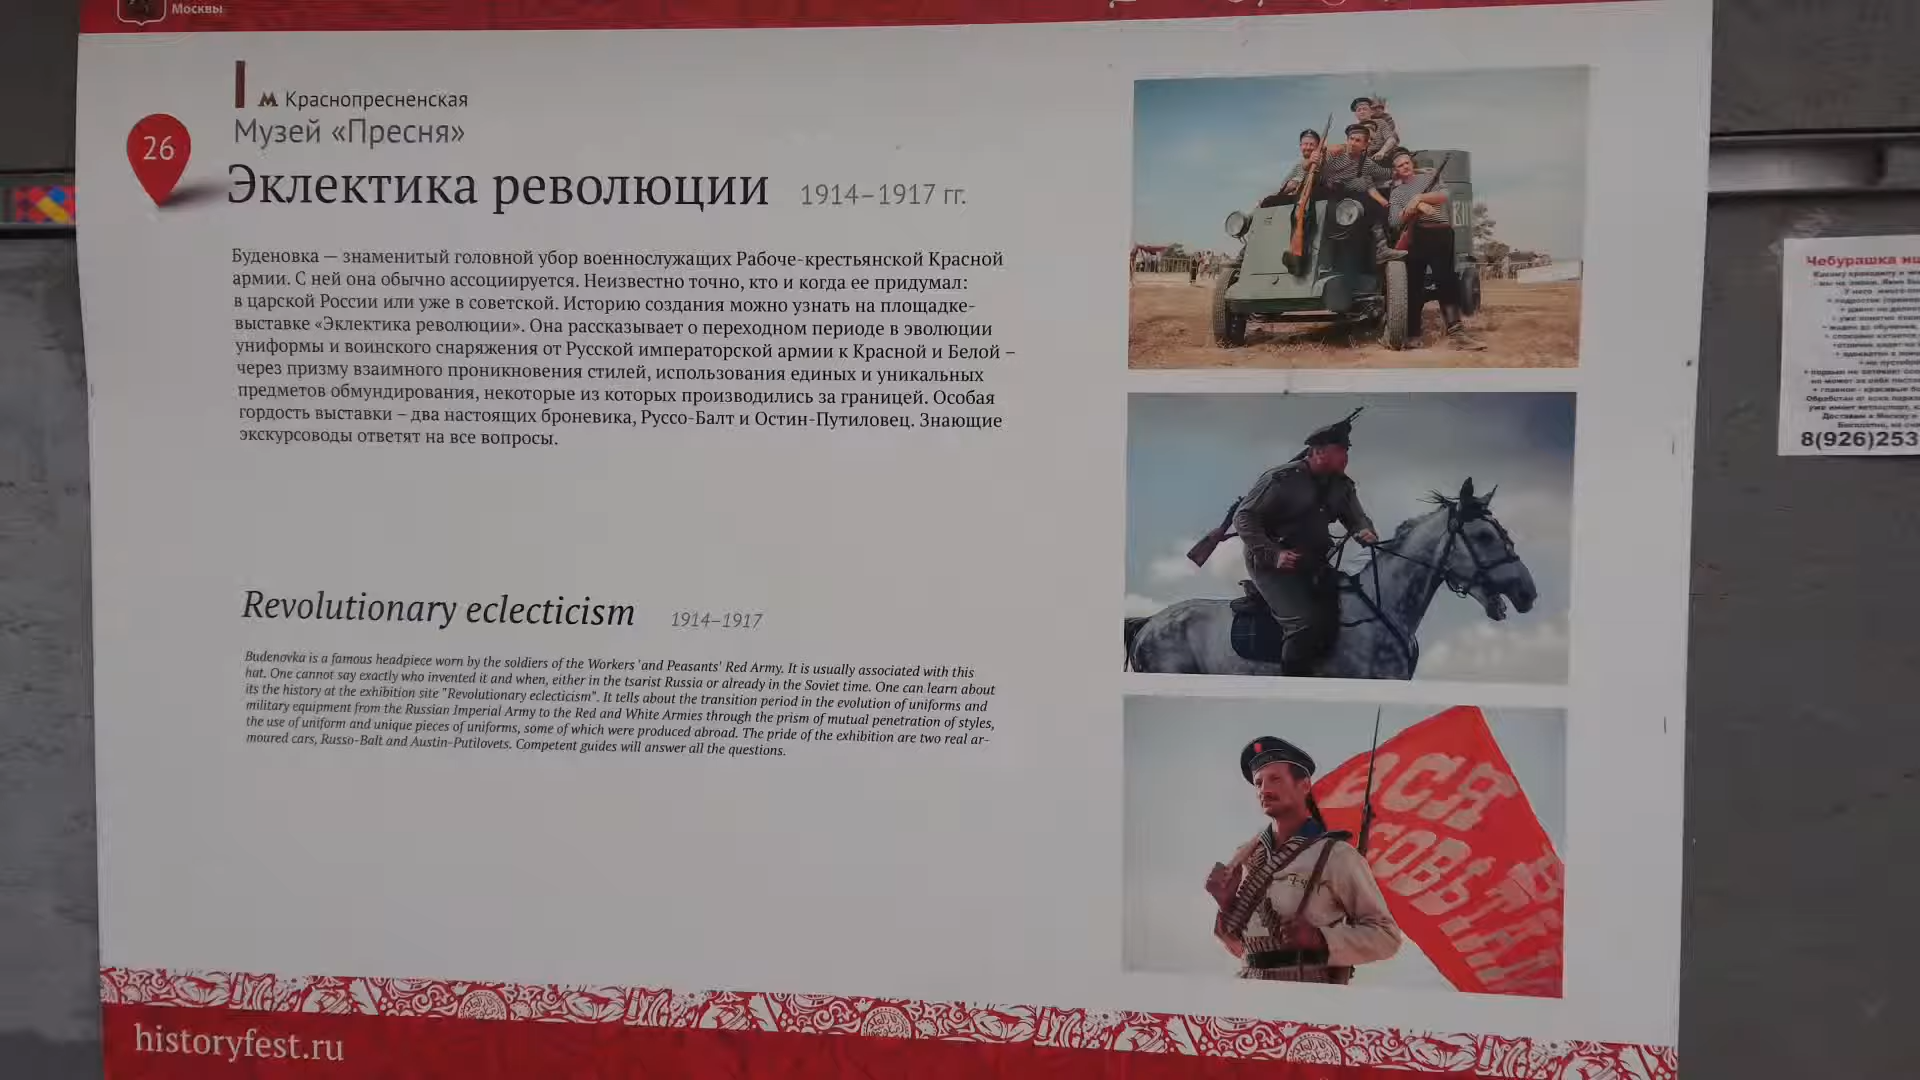 Москвы
Краснопресненская
Музей «Пресня»
26
Эклектика революции 1914–1917 гг.
Буденовка — знаменитый головной убор военнослужащих Рабоче-крестьянской Красной
армии. С ней она обычно ассоциируется. Неизвестно точно, кто и когда ее придумал:
в царской России или уже в советской. Историю создания можно узнать на площадке-
выставке «Эклектика революции». Она рассказывает о переходном периоде в эволюции
униформы и воинского снаряжения от Русской императорской армии к Красной и Белой –
через призму взаимного проникновения стилей, использования единых и уникальных
предметов обмундирования, некоторые из которых производились за границей. Особая
гордость выставки – два настоящих броневика, Руссо-Балт и Остин-Путиловец. Знающие
экскурсоводы ответят на все вопросы.
Revolutionary eclecticism 1914–1917
Budenovka is a famous headpiece worn by the soldiers of the Workers 'and Peasants' Red Army. It is usually associated with this
hat. One cannot say exactly who invented it and when, either in the tsarist Russia or already in the Soviet time. One can learn about
its the history at the exhibition site "Revolutionary eclecticism". It tells about the transition period in the evolution of uniforms and
military equipment from the Russian Imperial Army to the Red and White Armies through the prism of mutual penetration of styles,
the use of uniform and unique pieces of uniforms, some of which were produced abroad. The pride of the exhibition are two real ar-
moured cars, Russo-Balt and Austin-Putilovets. Competent guides will answer all the questions.
ВСЯ
СОВѢТАМ
historyfest.ru
Чебурашка ищ
8(926)253